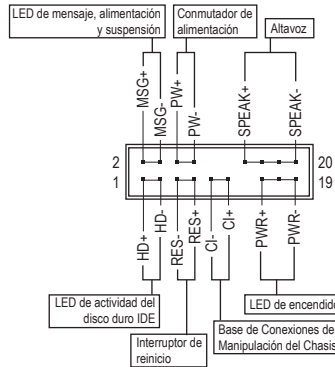 LED de mensaje, alimentación
y suspensión
Conmutador de
alimentación
Altavoz
MSG+
MSG-
PW+
PW-
SPEAK+
SPEAK-
2
20
1
19
HD+
HD-
RES-
RES+
CI-
CI+
PWR+
PWR-
LED de actividad del
disco duro IDE
Interruptor de
reinicio
LED de encendido
Base de Conexiones de
Manipulación del Chasis